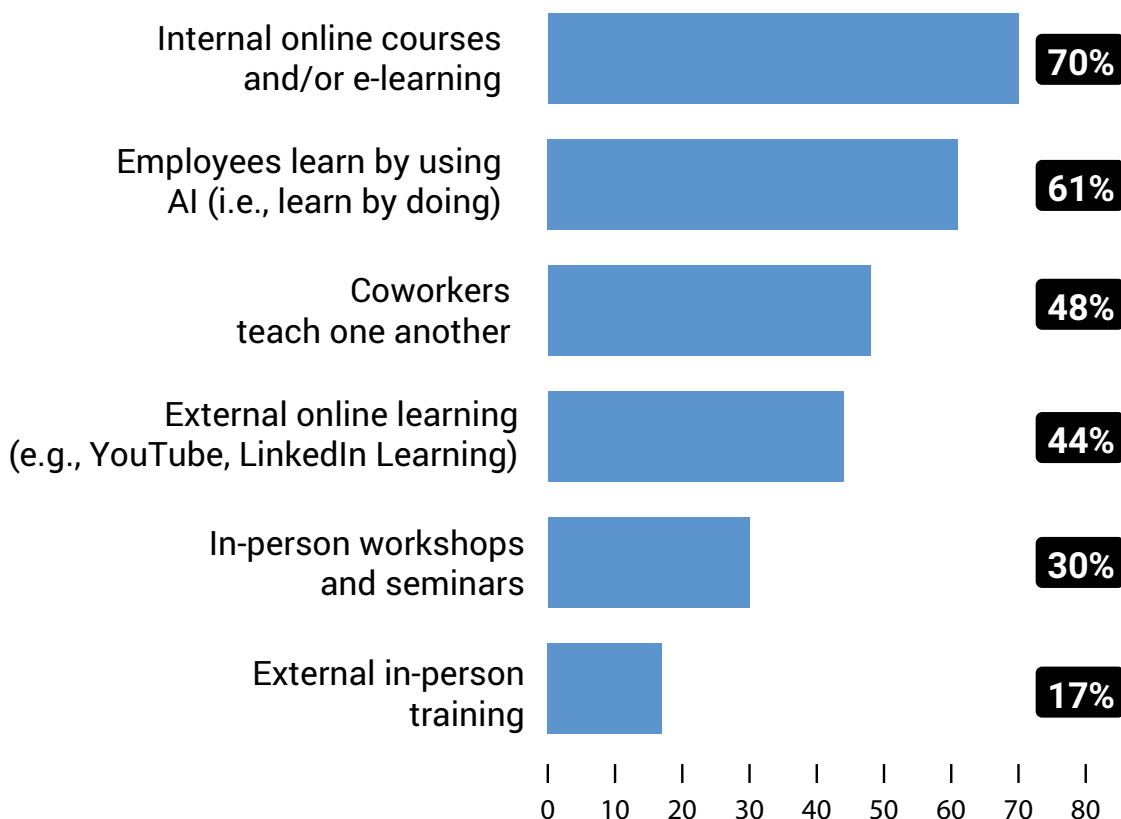 Internal online courses
and/or e-learning
70%
Employees learn by using
AI (i.e., learn by doing)
61%
Coworkers
teach one another
48%
External online learning
(e.g., YouTube, LinkedIn Learning)
44%
In-person workshops
and seminars
30%
External in-person
training
17%
0 10 20 30 40 50 60 70 80